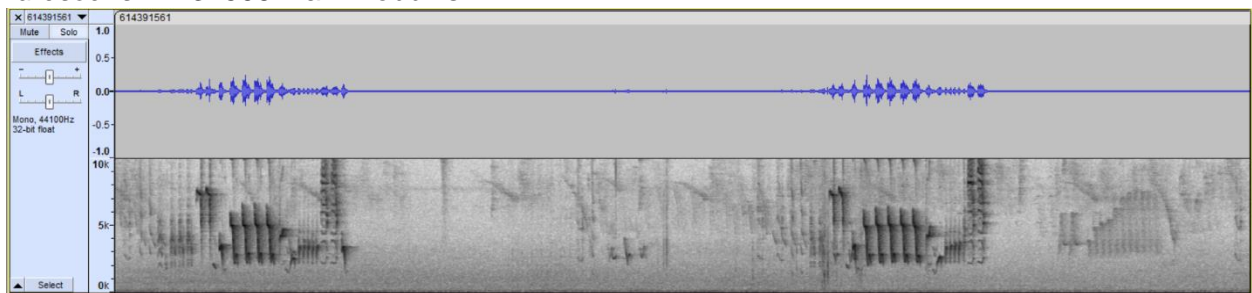 × 614391561 ▼
614391561
Mute Solo
Effects
- +
L R
Mono, 44100Hz
32-bit float
▲ Select
1.0
0.5-
0.0-
-0.5-
-1.0
10k
5k-
0k